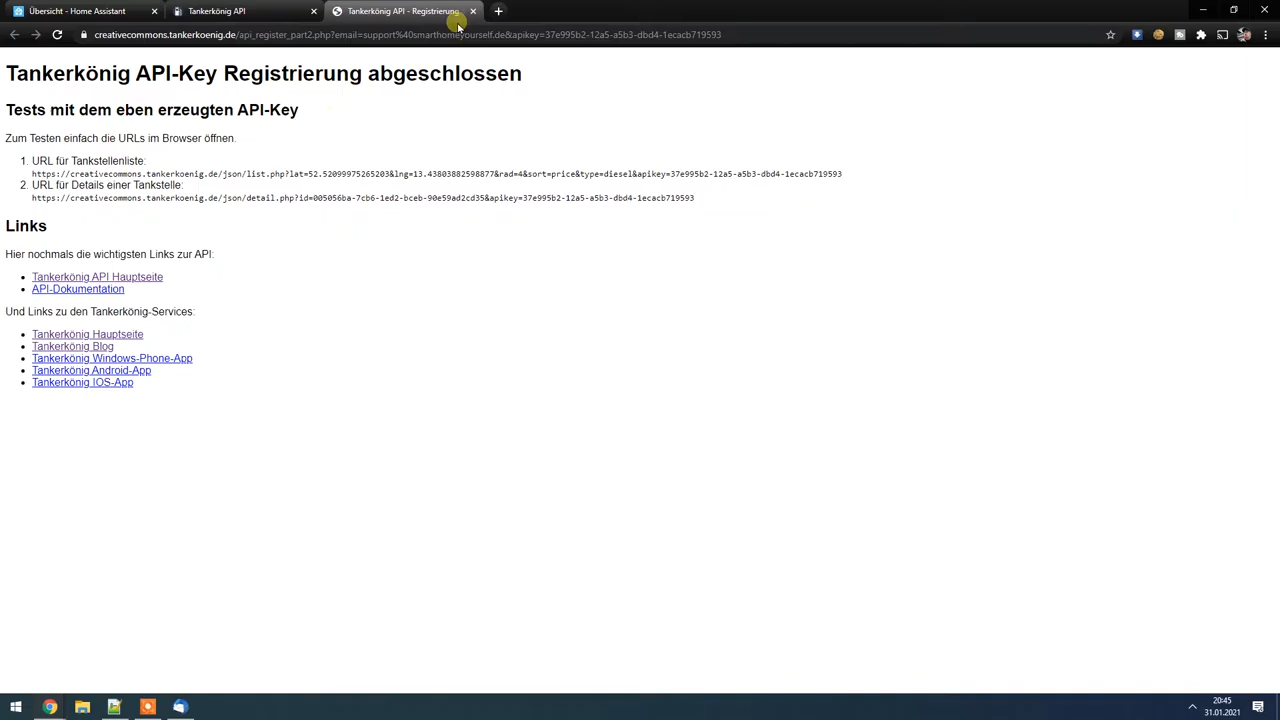 Übersicht - Home Assistant
Tankerkönig API
Tankerkönig API - Registrierung
creativecommons.tankerkoenig.de/api_register_part2.php?email=support%40smarthomeyourself.de&apikey=37e995b2-12a5-a5b3-dbd4-1ecacb719593
Tankerkönig API-Key Registrierung abgeschlossen
Tests mit dem eben erzeugten API-Key
Zum Testen einfach die URLs im Browser öffnen.
1. URL für Tankstellenliste:
https://creativecommons.tankerkoenig.de/json/list.php?lat=52.52099975265203&lng=13.43803882598877&rad=4&sort=price&type=diesel&apikey=37e995b2-12a5-a5b3-dbd4-1ecacb719593
2. URL für Details einer Tankstelle:
https://creativecommons.tankerkoenig.de/json/detail.php?id=005056ba-7cb6-1ed2-bceb-90e59ad2cd35&apikey=37e995b2-12a5-a5b3-dbd4-1ecacb719593
Links
Hier nochmals die wichtigsten Links zur API:
Tankerkönig API Hauptseite
API-Dokumentation
Und Links zu den Tankerkönig-Services:
Tankerkönig Hauptseite
Tankerkönig Blog
Tankerkönig Windows-Phone-App
Tankerkönig Android-App
Tankerkönig IOS-App
20:45
31.01.2021